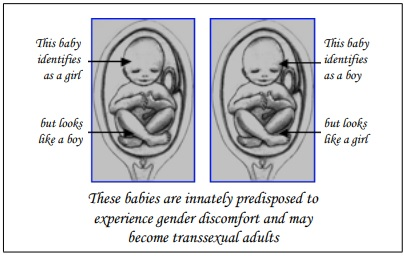 This baby
identifies
as a girl
but looks
like a boy
This baby
identifies
as a boy
but looks
like a girl
These babies are innately predisposed to
experience gender discomfort and may
become transsexual adults